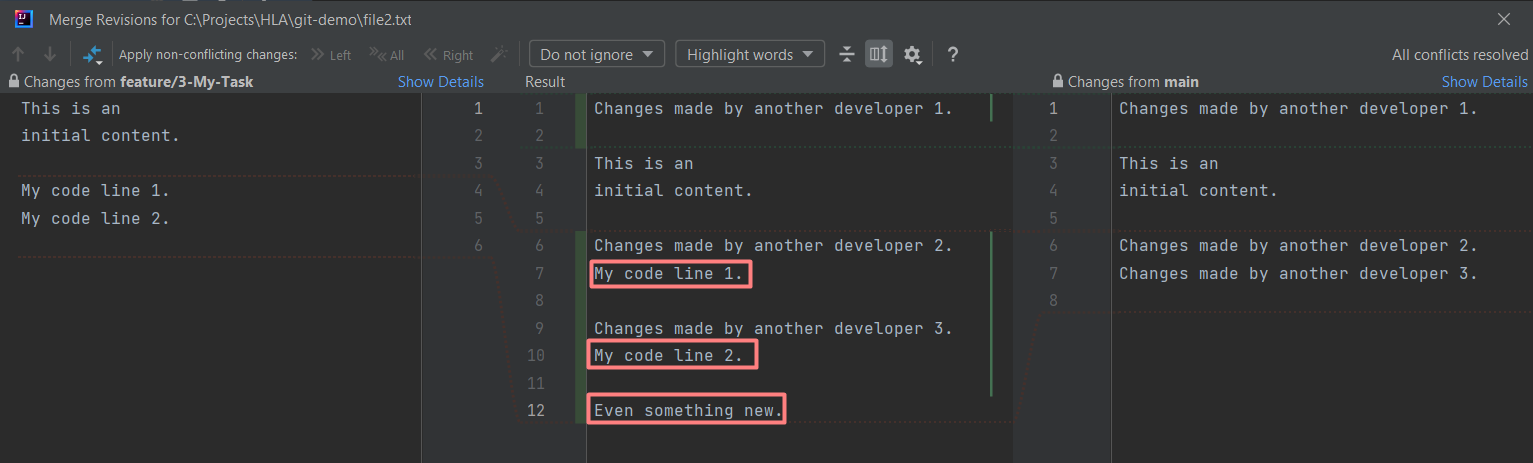 Merge Revisions for C:\Projects\HLA\git-demo\file2.txt
Apply non-conflicting changes: Left All Right Do not ignore Highlight words ? All conflicts resolved
Changes from feature/3-My-Task Show Details Result Changes from main Show Details
This is an 1 1 Changes made by another developer 1. 1 Changes made by another developer 1.
initial content. 2 2 2
3 3 This is an 3 This is an
My code line 1. 4 4 initial content. 4 initial content.
My code line 2. 5 5 5
6 6 Changes made by another developer 2. 6 Changes made by another developer 2.
7 My code line 1. 7 Changes made by another developer 3.
8 8
9 Changes made by another developer 3.
10 My code line 2.
11
12 Even something new.